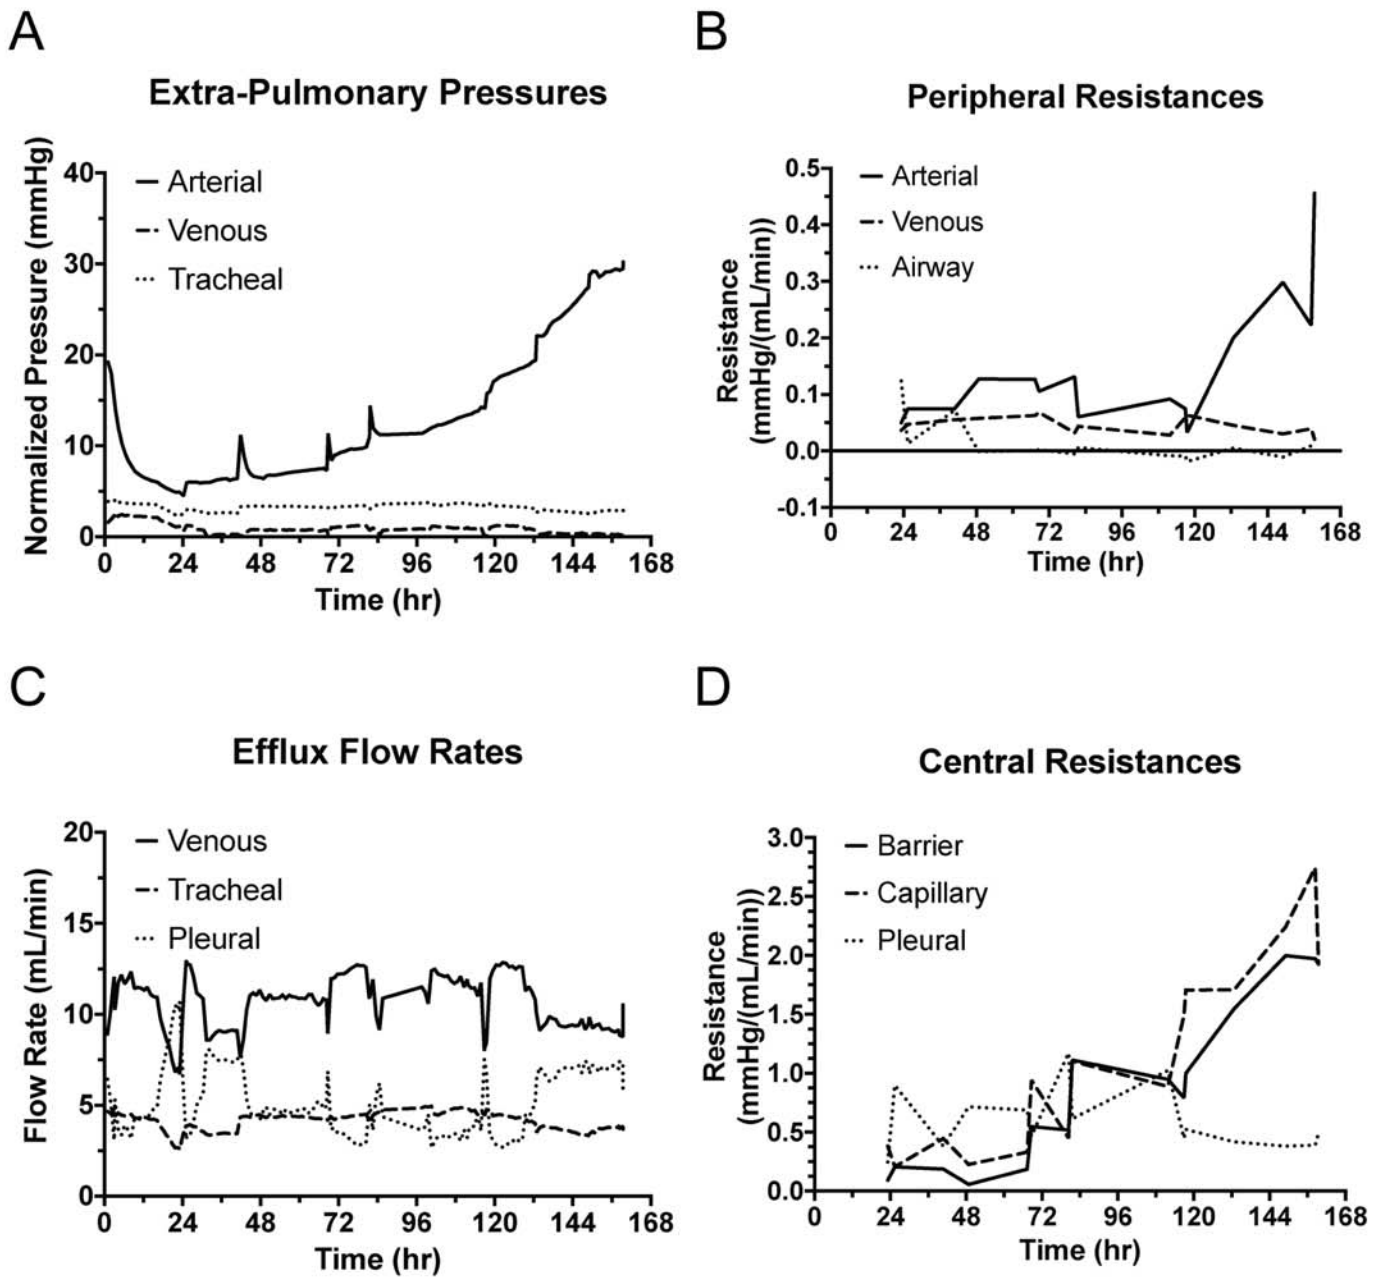 A
Extra-Pulmonary Pressures
Normalized Pressure (mmHg)
40
30
20
10
0
Arterial
Venous
Tracheal
0 24 48 72 96 120 144 168
Time (hr)
B
Peripheral Resistances
Resistance
(mmHg/(mL/min))
0.5
0.4
0.3
0.2
0.1
0.0
-0.1
Arterial
Venous
Airway
0 24 48 72 96 120 144 168
Time (hr)
C
Efflux Flow Rates
Flow Rate (mL/min)
20
15
10
5
0
Venous
Tracheal
Pleural
0 24 48 72 96 120 144 168
Time (hr)
D
Central Resistances
Resistance
(mmHg/(mL/min))
3.0
2.5
2.0
1.5
1.0
0.5
0.0
Barrier
Capillary
Pleural
0 24 48 72 96 120 144 168
Time (hr)